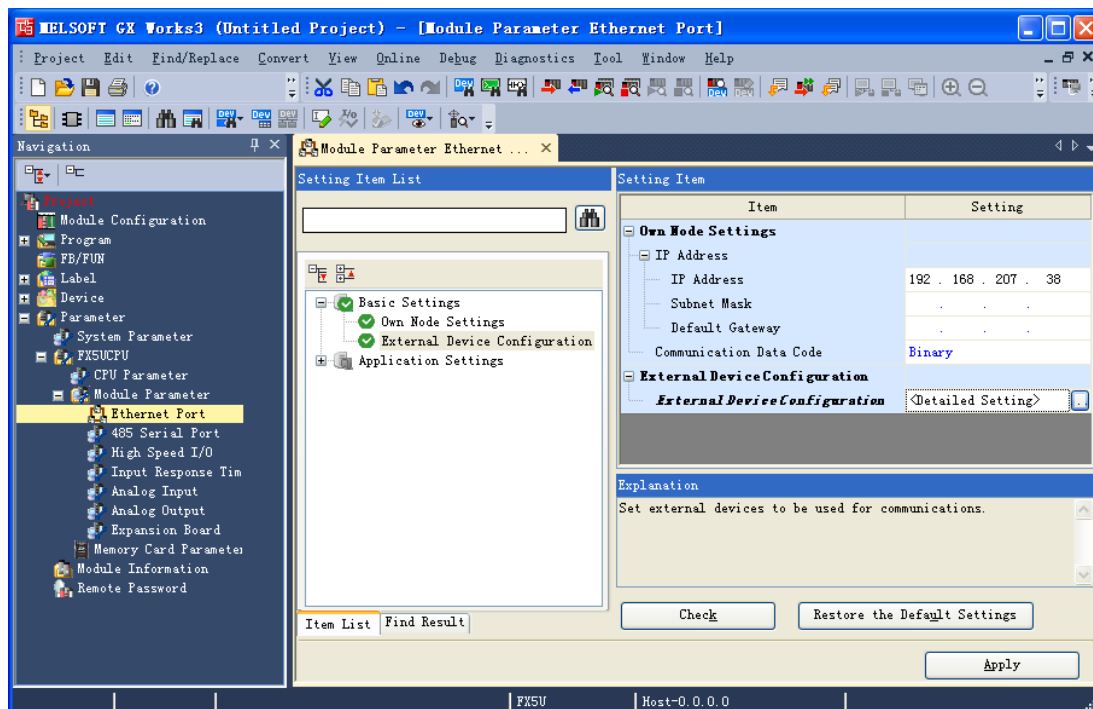 MELSOFT GX Works3 (Untitled Project) - [Module Parameter Ethernet Port]
Project Edit Find/Replace Convert View Online Debug Diagnostics Tool Window Help
Navigation
Project
Module Configuration
Program
FB/FUN
Label
Device
Parameter
System Parameter
FX5UCPU
CPU Parameter
Module Parameter
Ethernet Port
485 Serial Port
High Speed I/O
Input Response Tim
Analog Input
Analog Output
Expansion Board
Memory Card Parameter
Module Information
Remote Password
Module Parameter Ethernet ...
Setting Item List
Basic Settings
Own Node Settings
External Device Configuration
Application Settings
Item List Find Result
Setting Item
Item Setting
Own Node Settings
IP Address
IP Address 192 . 168 . 207 . 38
Subnet Mask . . .
Default Gateway . . .
Communication Data Code Binary
External Device Configuration
External Device Configuration <Detailed Setting> ..
Explanation
Set external devices to be used for communications.
Check Restore the Default Settings
Apply
FX5U Host-0.0.0.0